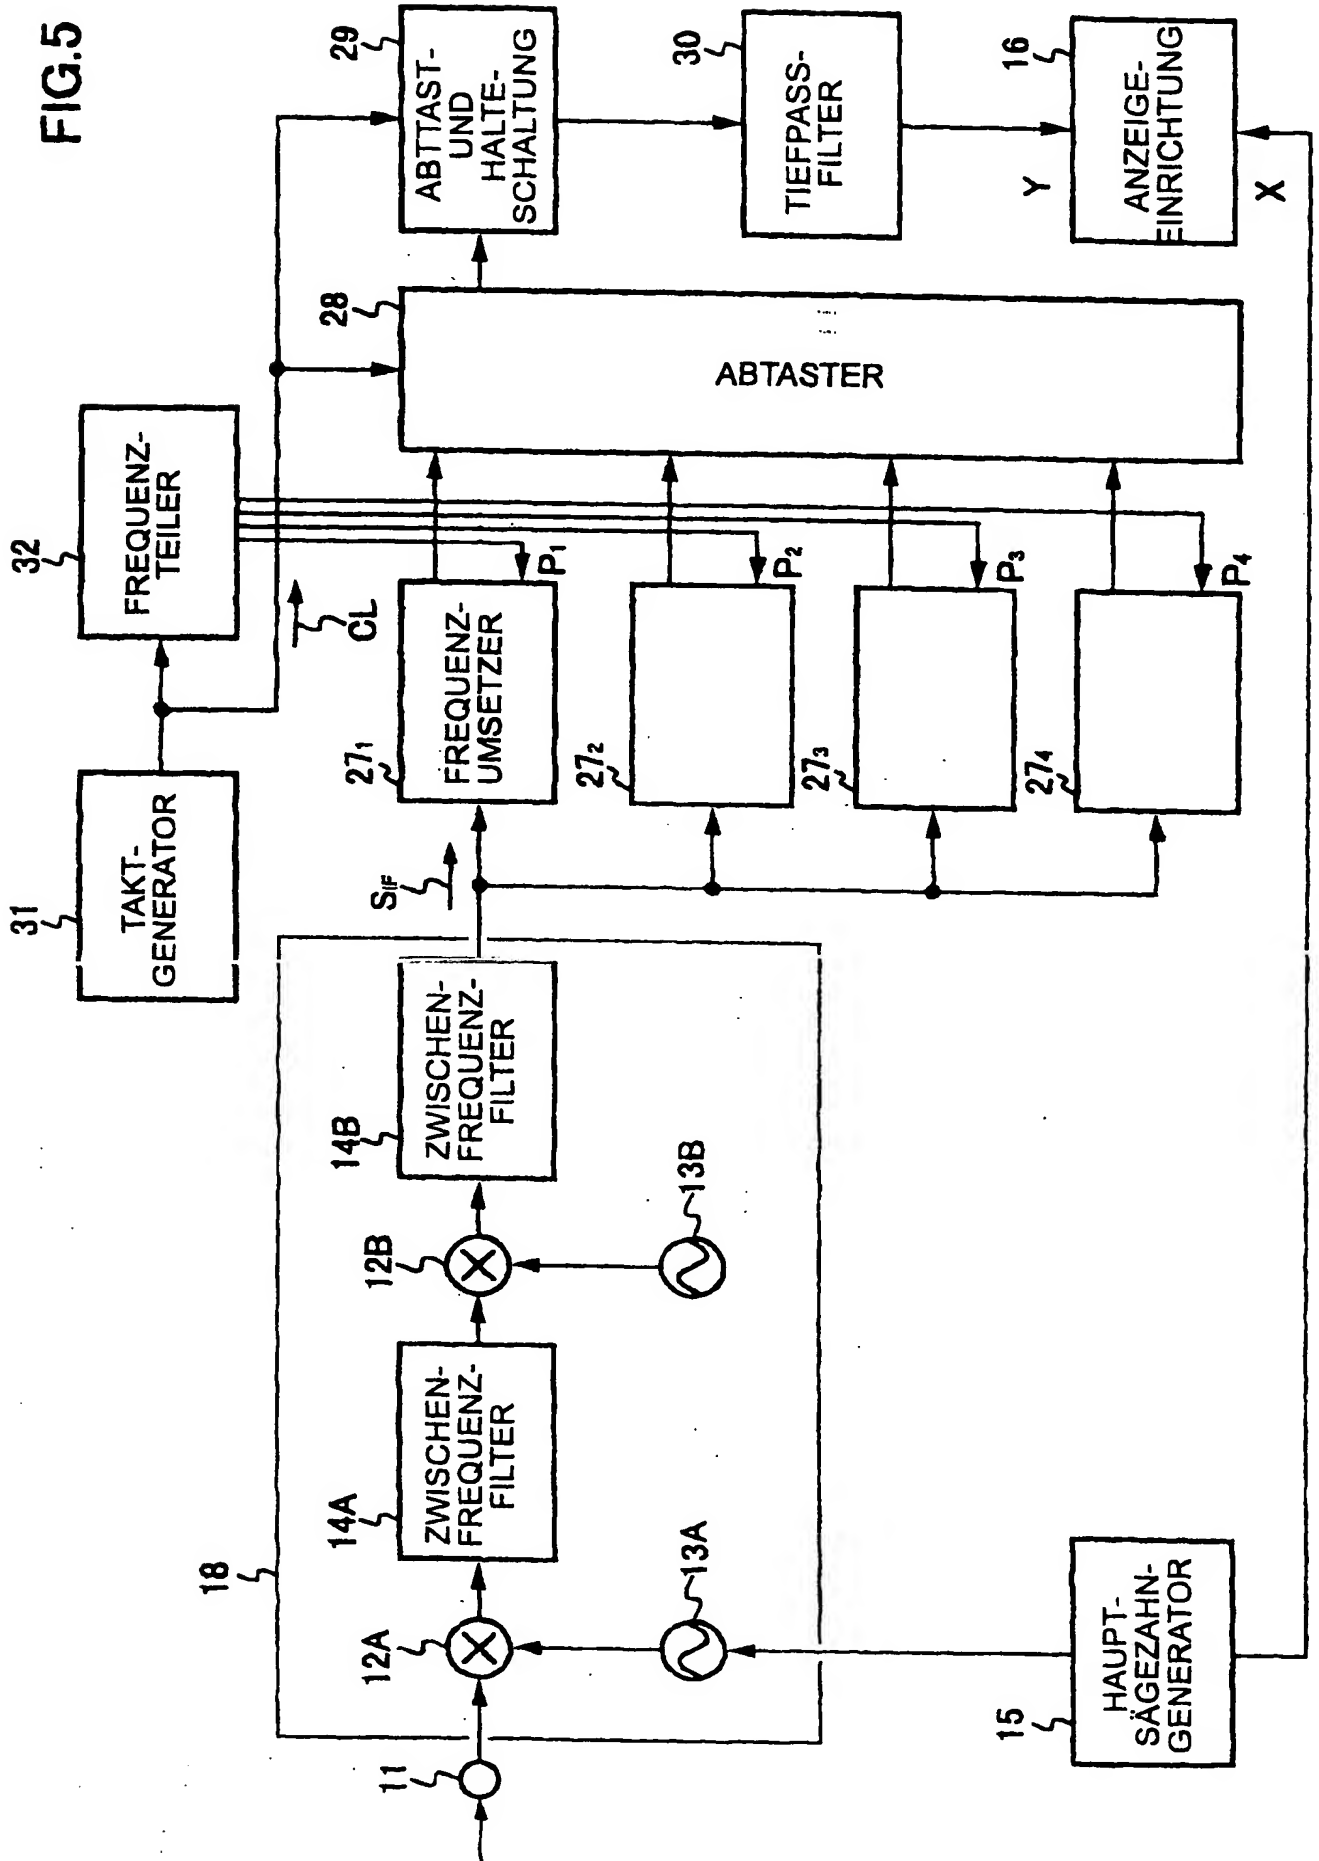 FIG.5
31
TAKT-
GENERATOR
32
FREQUENZ-
TEILER
CL
18
11
12A
14A
ZWISCHEN-
FREQUENZ-
FILTER
13A
12B
14B
ZWISCHEN-
FREQUENZ-
FILTER
13B
SIF
27₁
FREQUENZ-
UMSETZER
P₁
27₂
P₂
27₃
P₃
27₄
P₄
28
ABTASTER
29
ABTTAST-
UND
HALTE-
SCHALTUNG
30
TIEFPASS-
FILTER
15
HAUPT-
SÄGEZAHN-
GENERATOR
16
ANZEIGE-
EINRICHTUNG
Y
X